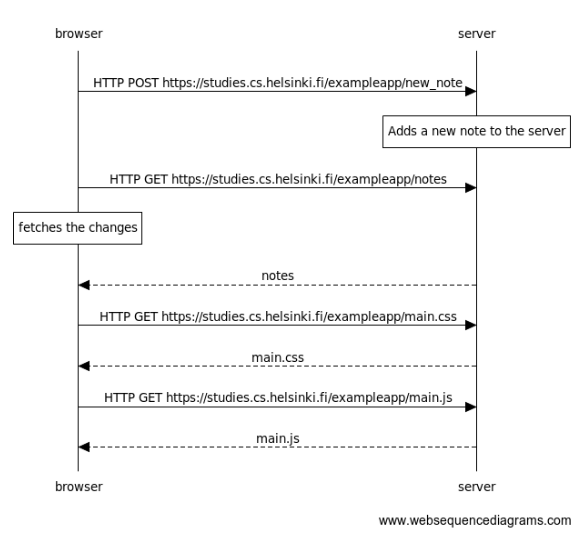 browser
server
HTTP POST https://studies.cs.helsinki.fi/exampleapp/new_note
Adds a new note to the server
HTTP GET https://studies.cs.helsinki.fi/exampleapp/notes
fetches the changes
notes
HTTP GET https://studies.cs.helsinki.fi/exampleapp/main.css
main.css
HTTP GET https://studies.cs.helsinki.fi/exampleapp/main.js
main.js
browser
server
www.websequencediagrams.com